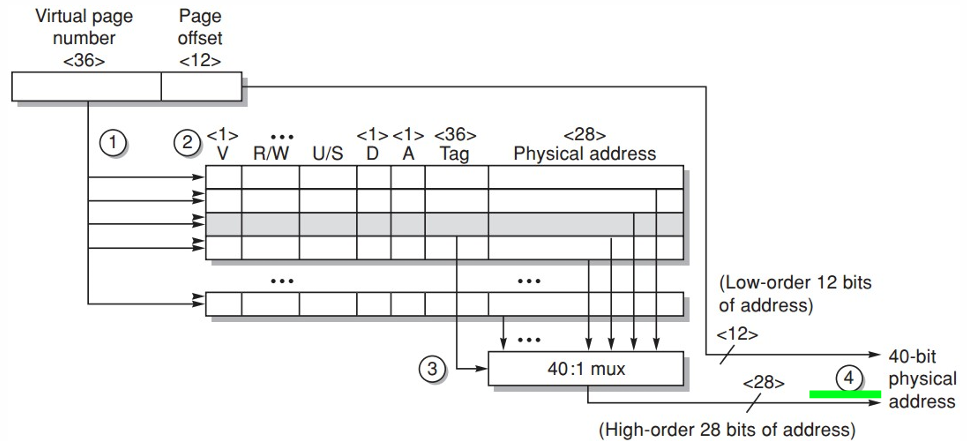 Virtual page
number
<36>
Page
offset
<12>
1
2
<1>
V
•••
R/W
U/S
<1>
D
<1>
A
<36>
Tag
<28>
Physical address
•••
•••
(Low-order 12 bits
of address)
<12>
•••
3
40:1 mux
<28>
4
40-bit
physical
address
(High-order 28 bits of address)